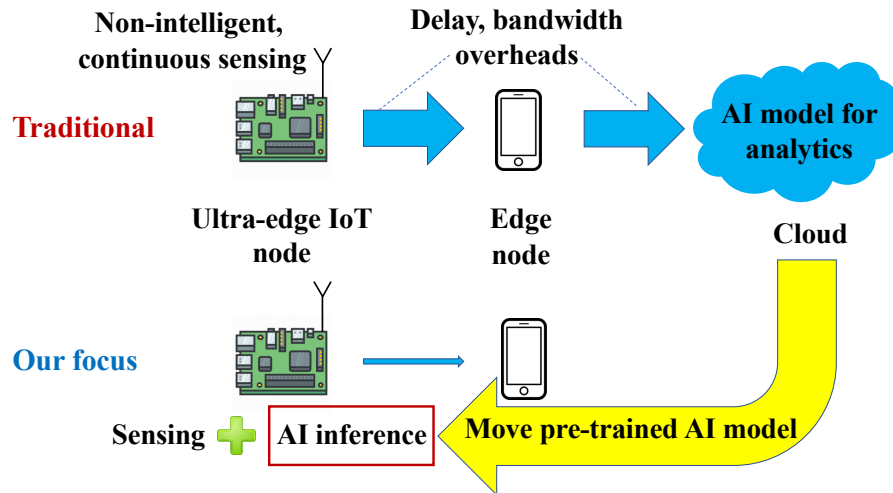 Non-intelligent,
continuous sensing
Delay, bandwidth
overheads
Traditional
AI model for
analytics
Ultra-edge IoT
node
Edge
node
Cloud
Our focus
Sensing
AI inference
Move pre-trained AI model